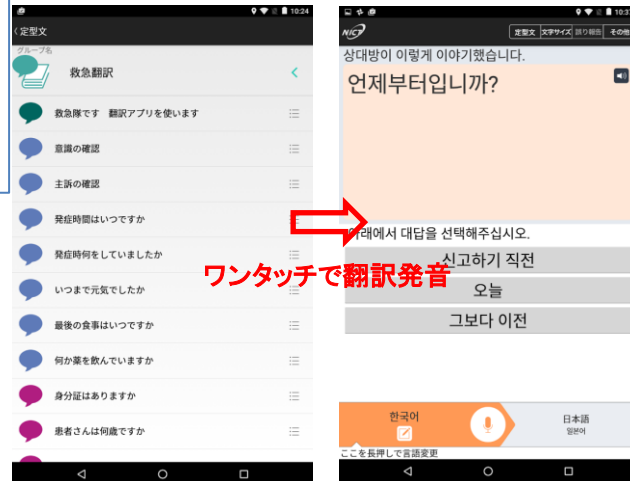 10:24
〈定型文
グループ名
救急翻訳
救急隊です 翻訳アプリを使います
意識の確認
主訴の確認
発症時間はいつですか
発症時何をしていましたか
いつまで元気でしたか
最後の食事はいつですか
何か薬を飲んでいますか
身分証はありますか
患者さんは何歳ですか
ワンタッチで翻訳発音
10:3
NICT
定型文 文字サイズ 誤り報告 その他
상대방이 이렇게 이야기했습니다.
언제부터입니까?
아래에서 대답을 선택해주십시오.
신고하기 직전
오늘
그보다 이전
한국어
日本語
일본어
ここを長押しで言語変更